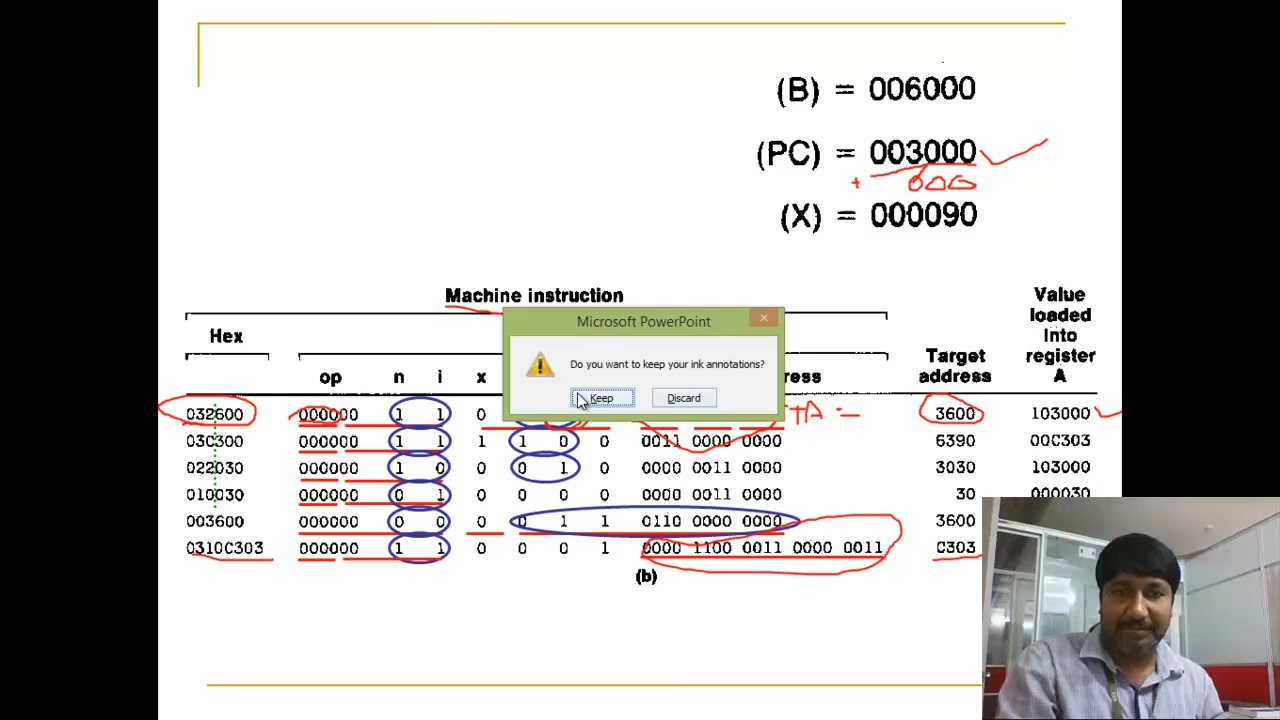 (B) = 006000
(PC) = 003000
+ 000
(X) = 000090
Machine instruction
Value loaded into register A
Hex
Target address
op n i x ress
Microsoft PowerPoint
Do you want to keep your ink annotations?
Keep Discard
032600 000000 1 1 0 TA = 3600 103000
03C300 000000 1 1 1 1 0 0 0011 0000 0000 6390 00C303
022030 000000 1 0 0 0 1 0 0000 0011 0000 3030 103000
010030 000000 0 1 0 0 0 0 0000 0011 0000 30 000030
003600 000000 0 0 0 0 1 1 0110 0000 0000 3600
0310C303 000000 1 1 0 0 0 1 0000 1100 0011 0000 0011 C303
(b)